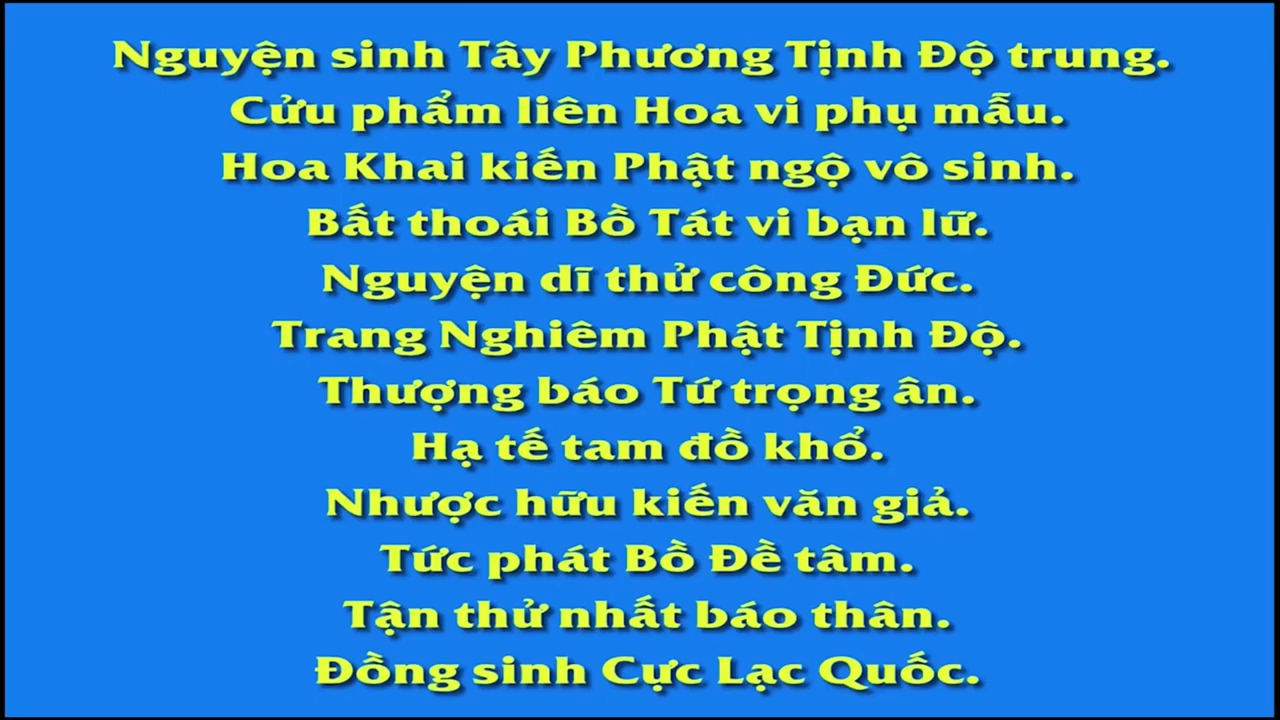 Nguyện sinh Tây Phương Tịnh Độ trung.
Cửu phẩm liên Hoa vi phụ mẫu.
Hoa Khai kiến Phật ngộ vô sinh.
Bất thoái Bồ Tát vi bạn lữ.
Nguyện dĩ thử công Đức.
Trang Nghiêm Phật Tịnh Độ.
Thượng báo Tứ trọng ân.
Hạ tế tam đồ khổ.
Nhược hữu kiến văn giả.
Tức phát Bồ Đề tâm.
Tận thử nhất báo thân.
Đồng sinh Cực Lạc Quốc.